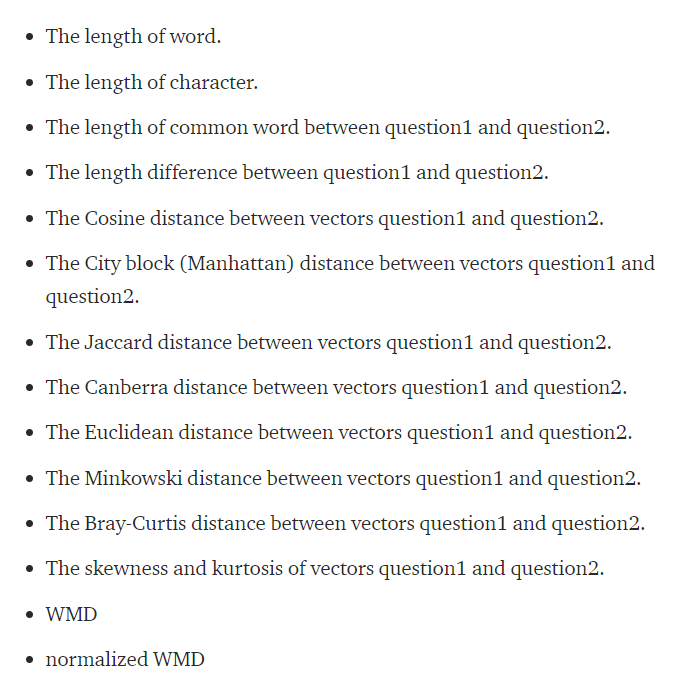 • The length of word.
• The length of character.
• The length of common word between question1 and question2.
• The length difference between question1 and question2.
• The Cosine distance between vectors question1 and question2.
• The City block (Manhattan) distance between vectors question1 and
question2.
• The Jaccard distance between vectors question1 and question2.
• The Canberra distance between vectors question1 and question2.
• The Euclidean distance between vectors question1 and question2.
• The Minkowski distance between vectors question1 and question2.
• The Bray-Curtis distance between vectors question1 and question2.
• The skewness and kurtosis of vectors question1 and question2.
• WMD
• normalized WMD